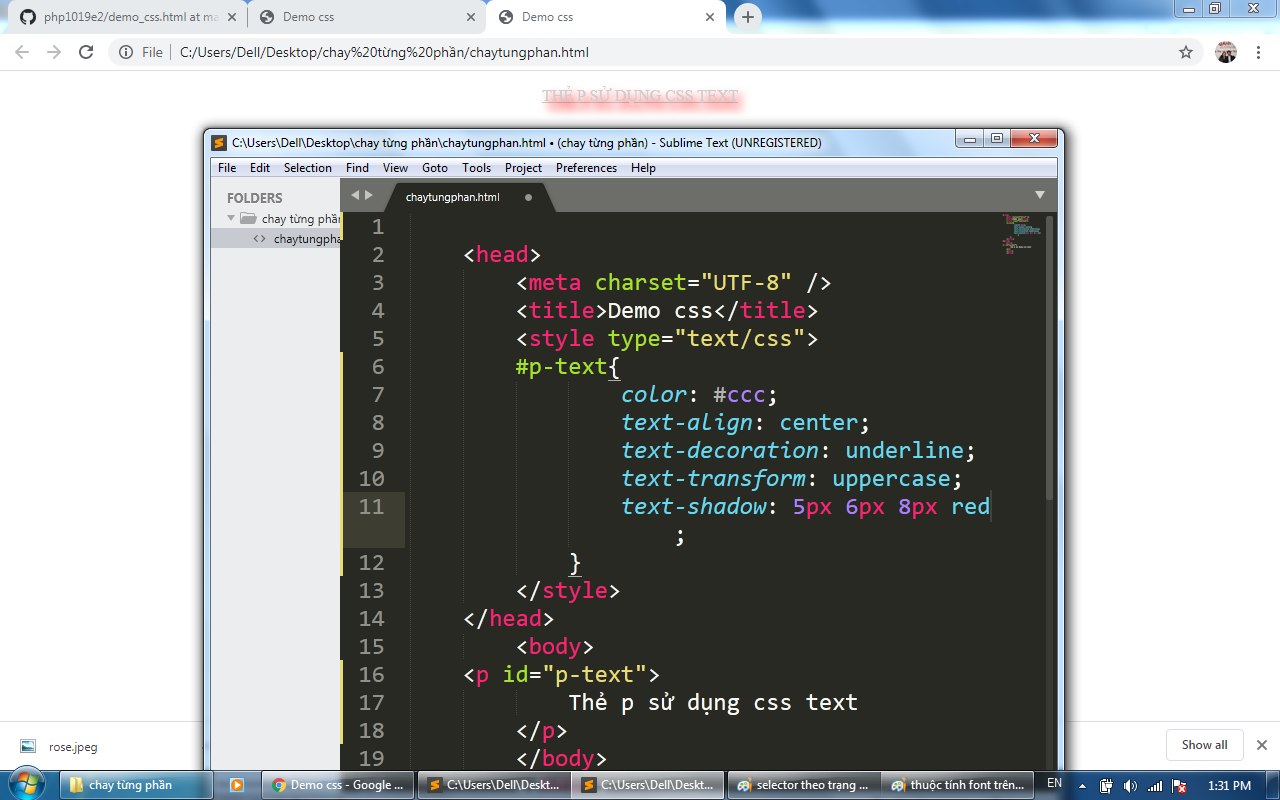 php1019e2/demo_css.html at ma
Demo css
Demo css
File
C:/Users/Dell/Desktop/chay%20từng%20phần/chaytungphan.html
THẺ P SỬ DỤNG CSS TEXT
C:\Users\Dell\Desktop\chay từng phần\chaytungphan.html • (chay từng phần) - Sublime Text (UNREGISTERED)
File Edit Selection Find View Goto Tools Project Preferences Help
FOLDERS
chay từng phần
chaytungpha
chaytungphan.html
1
2 <head>
3 <meta charset="UTF-8" />
4 <title>Demo css</title>
5 <style type="text/css">
6 #p-text{
7 color: #ccc;
8 text-align: center;
9 text-decoration: underline;
10 text-transform: uppercase;
11 text-shadow: 5px 6px 8px red
;
12 }
13 </style>
14 </head>
15 <body>
16 <p id="p-text">
17 Thẻ p sử dụng css text
18 </p>
19 </body>
rose.jpeg
Show all
chay từng phần
Demo css - Google ...
C:\Users\Dell\Deskt...
C:\Users\Dell\Deskt...
selector theo trạng ...
thuộc tính font trên...
EN
1:31 PM